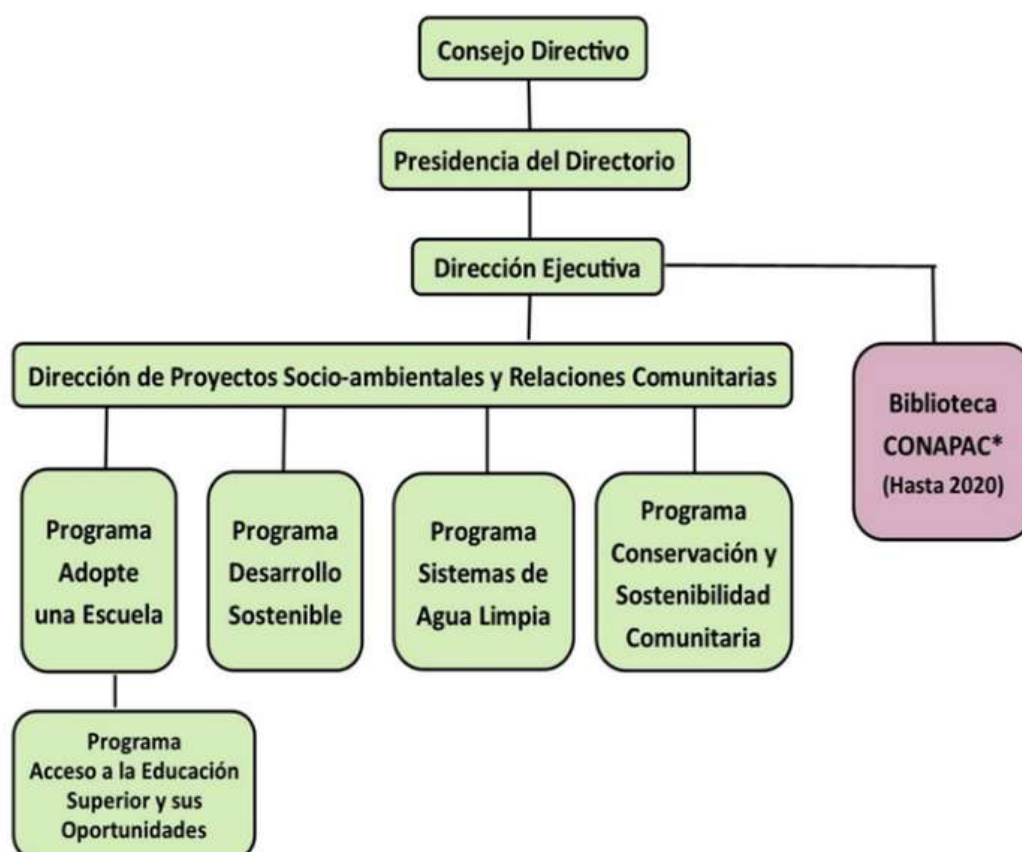 Consejo Directivo
Presidencia del Directorio
Dirección Ejecutiva
Dirección de Proyectos Socio-ambientales y Relaciones Comunitarias
Biblioteca
CONAPAC*
(Hasta 2020)
Programa
Adopte
una Escuela
Programa
Desarrollo
Sostenible
Programa
Sistemas de
Agua Limpia
Programa
Conservación y
Sostenibilidad
Comunitaria
Programa
Acceso a la Educación
Superior y sus
Oportunidades